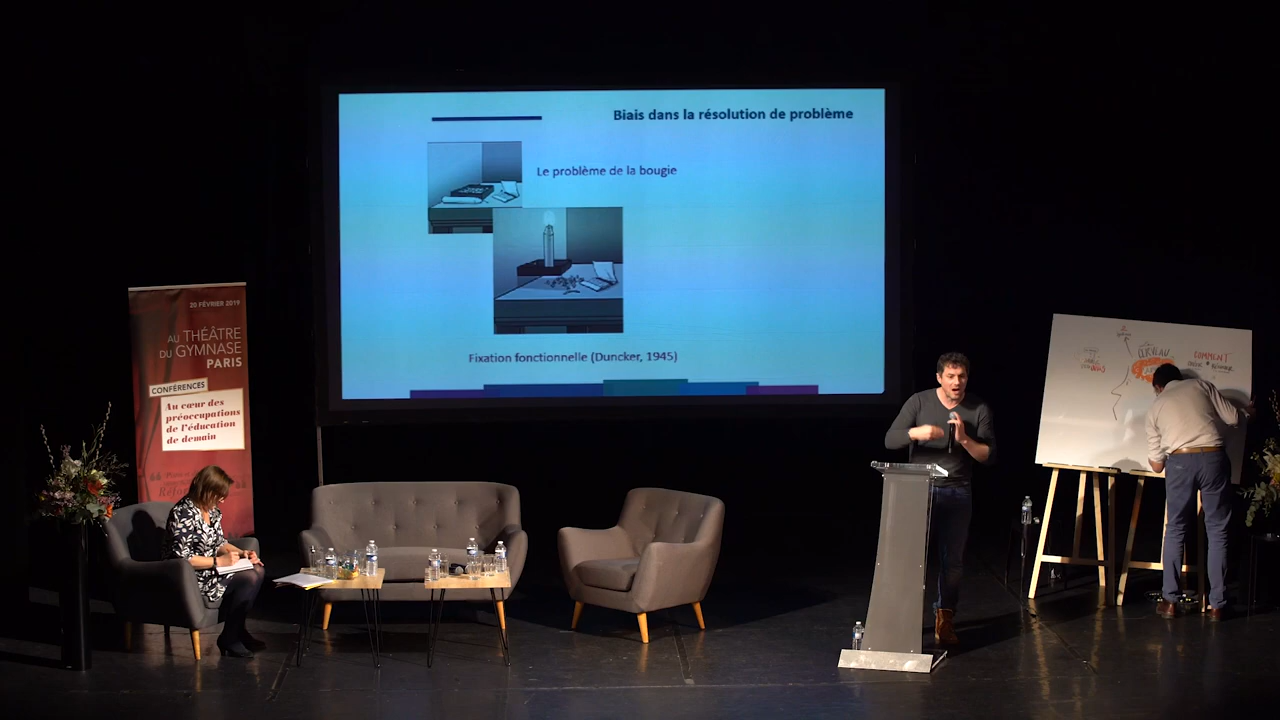 Biais dans la résolution de problème
Le problème de la bougie
Fixation fonctionnelle (Duncker, 1945)
20 FÉVRIER 2019
AU THÉÂTRE
DU GYMNASE
PARIS
CONFÉRENCES
Au cœur des
préoccupations
de l'éducation
de demain
CERVEAU
COMMENT